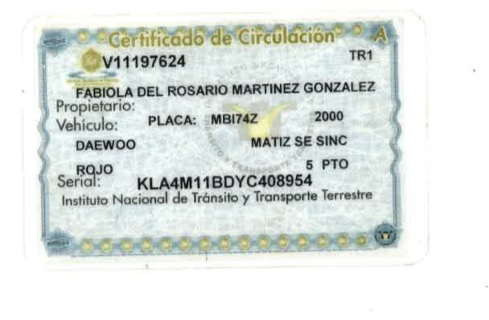 Certificado de Circulación A
V11197624 TR1
FABIOLA DEL ROSARIO MARTINEZ GONZALEZ
Propietario:
Vehículo: PLACA: MBI74Z 2000
DAEWOO MATIZ SE SINC
ROJO 5 PTO
Serial: KLA4M11BDYC408954
Instituto Nacional de Tránsito y Transporte Terrestre